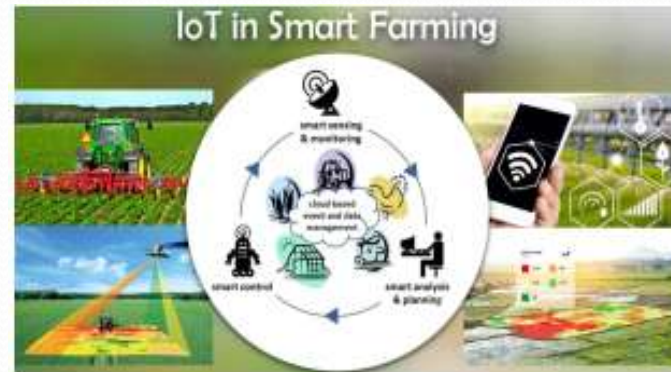 IoT in Smart Farming
smart sensing
& monitoring
cloud based
event and data
management
smart control
smart analysis
& planning